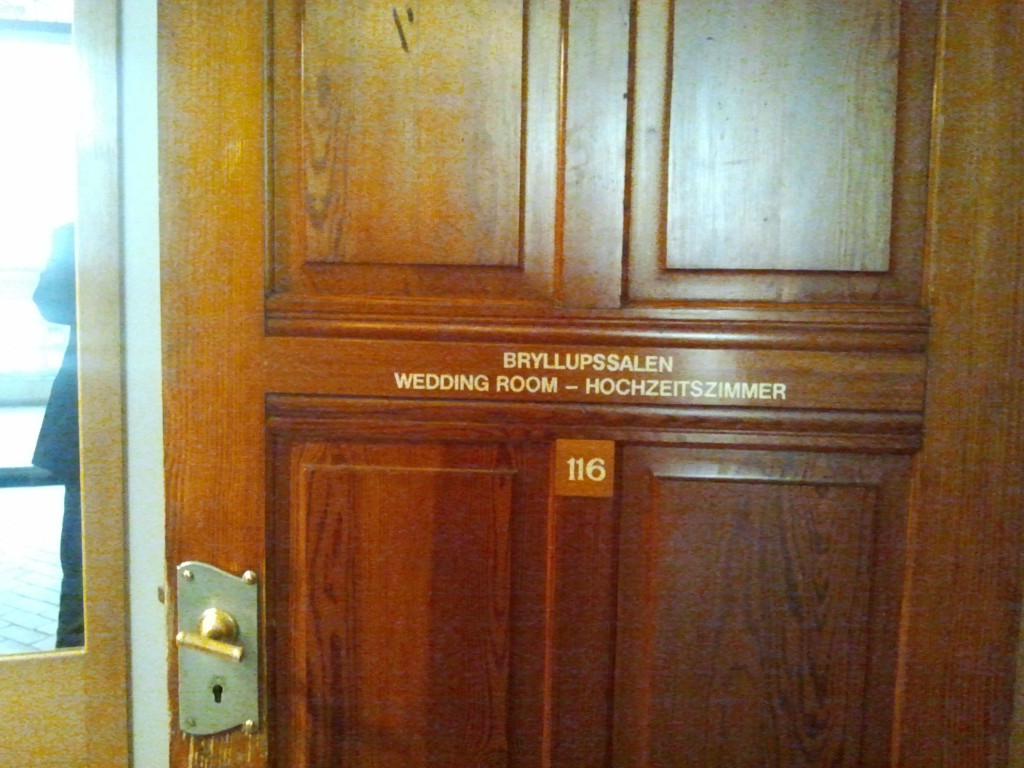 BRYLLUPSSALEN
WEDDING ROOM – HOCHZEITSZIMMER
116